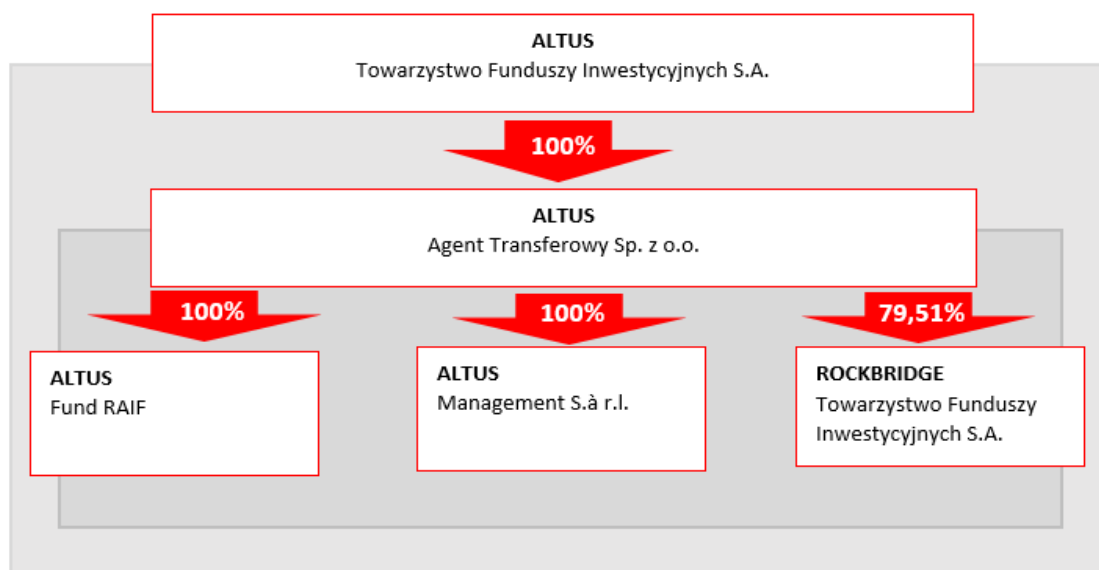 ALTUS
Towarzystwo Funduszy Inwestycyjnych S.A.
100%
ALTUS
Agent Transferowy Sp. z o.o.
100%
100%
79,51%
ALTUS
Fund RAIF
ALTUS
Management S.à r.l.
ROCKBRIDGE
Towarzystwo Funduszy
Inwestycyjnych S.A.